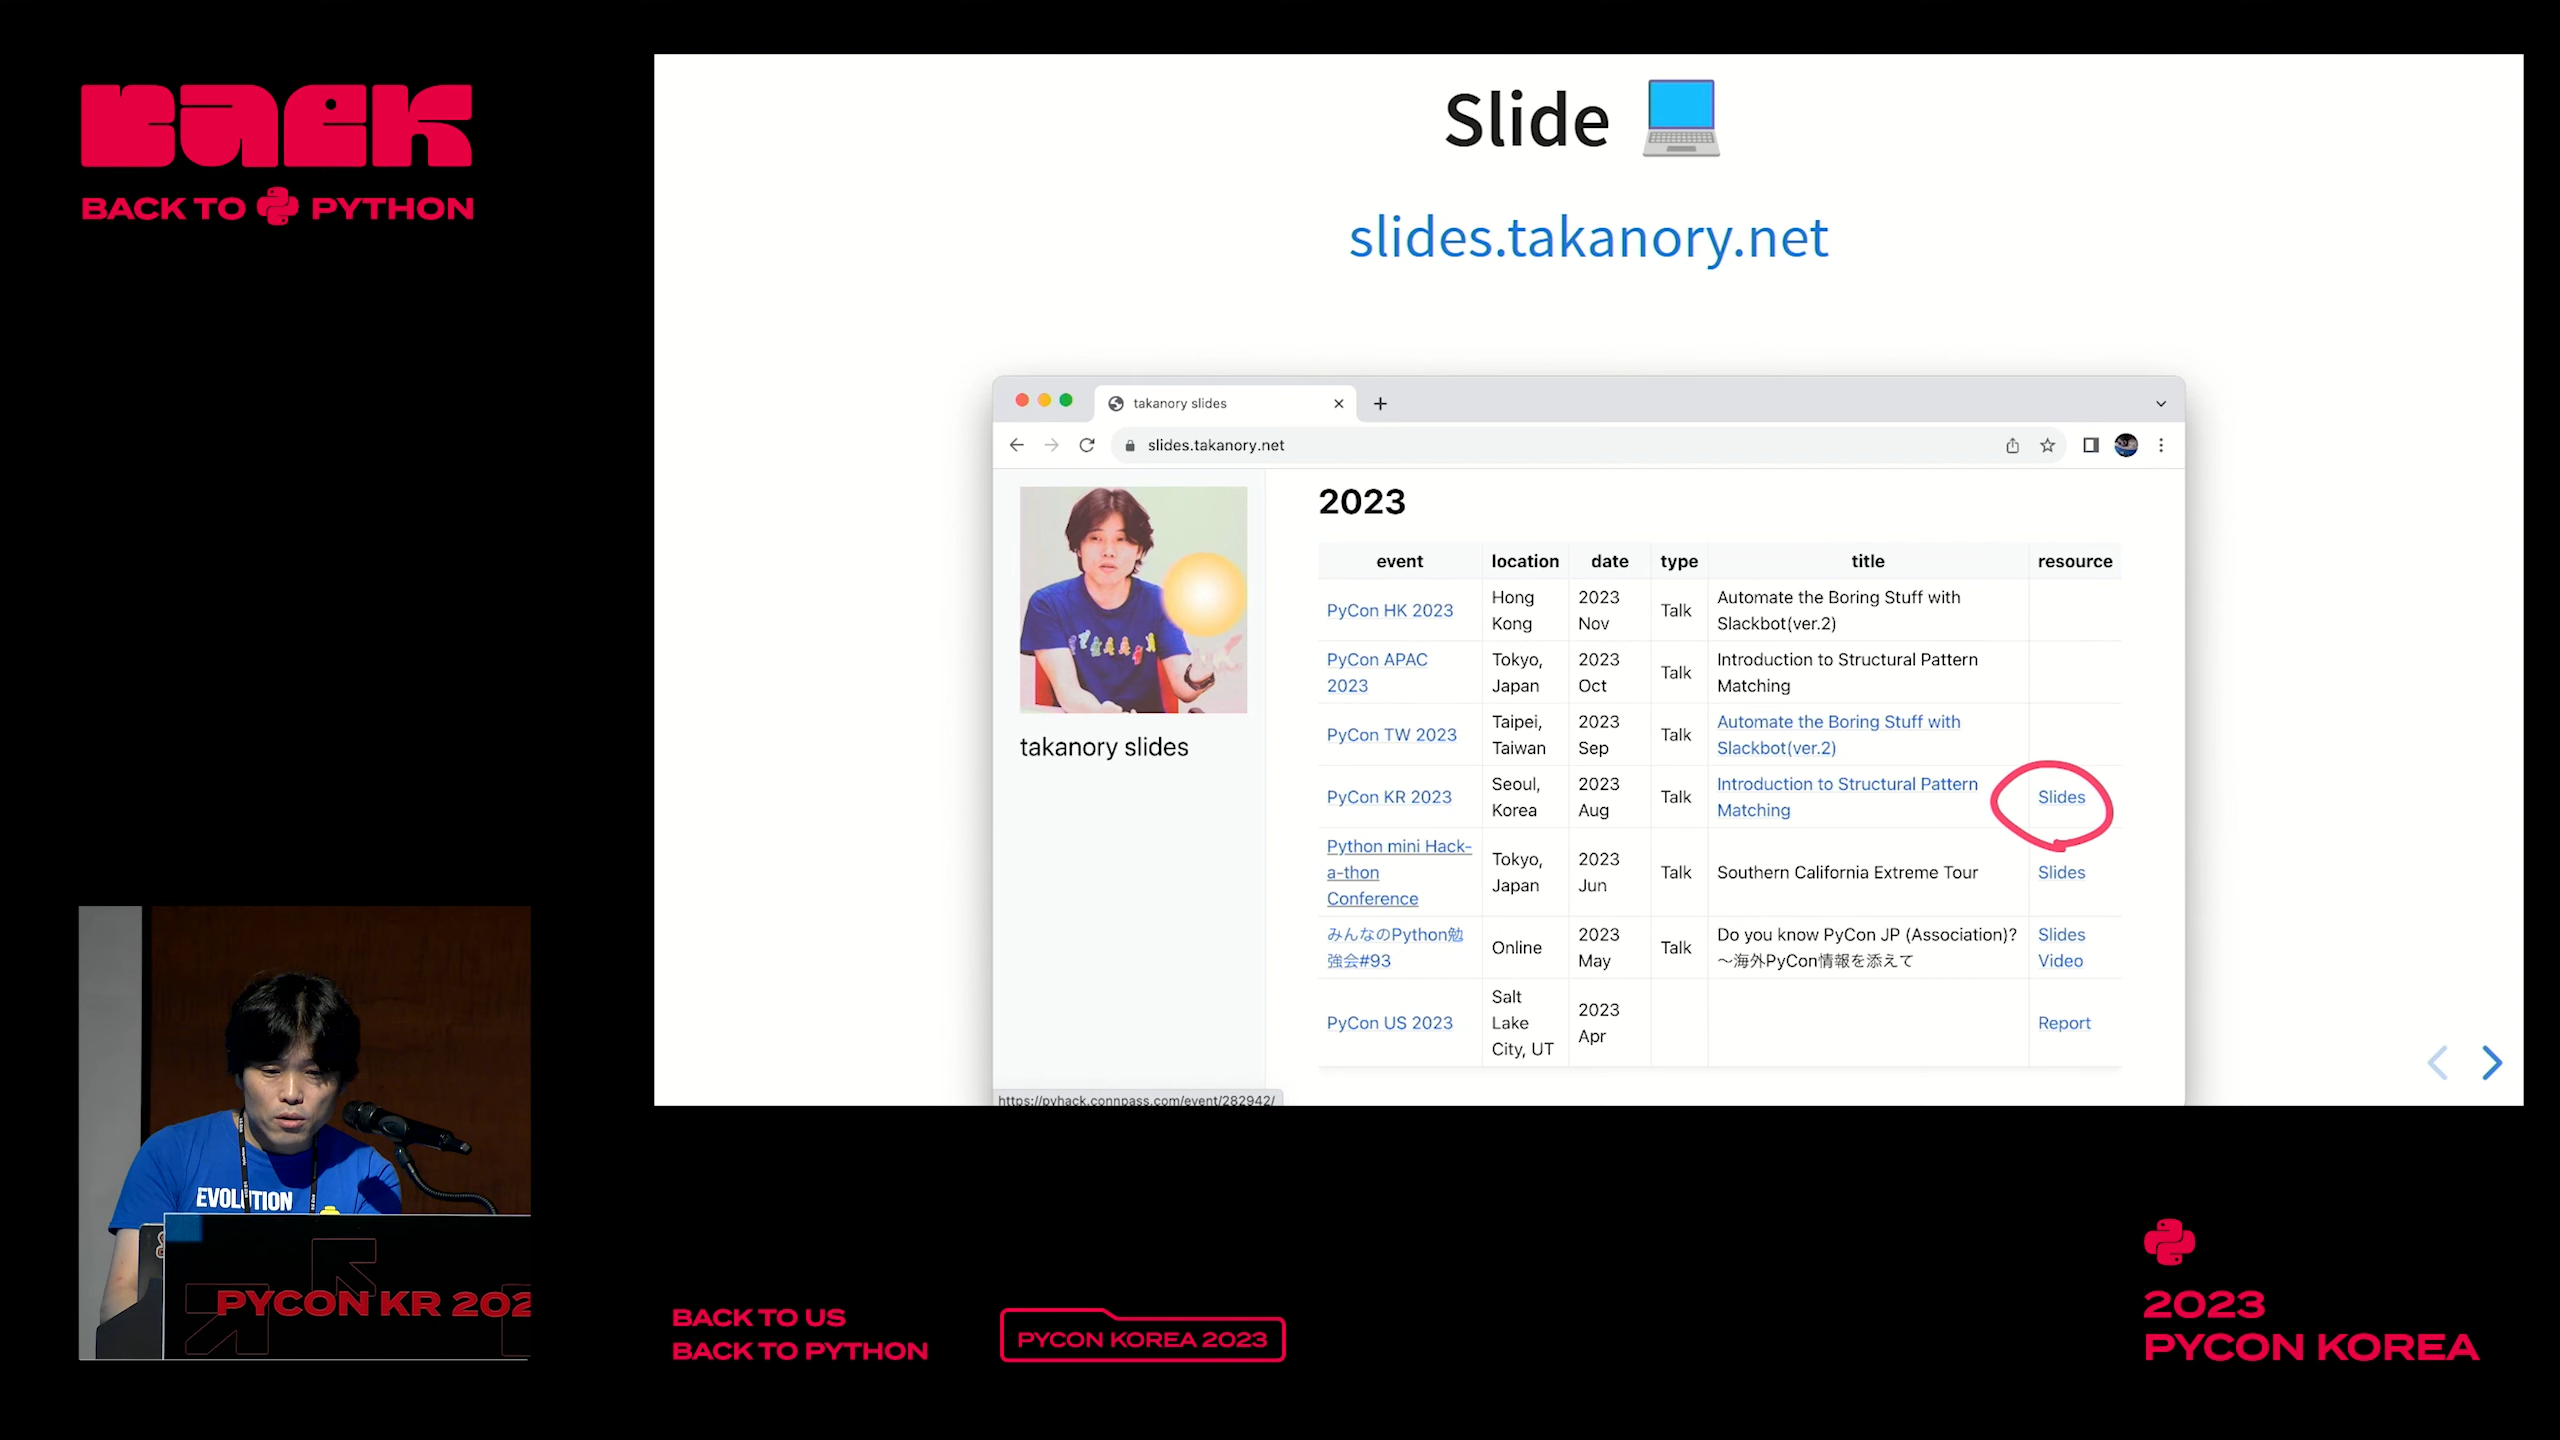 BACK
BACK TO PYTHON
Slide
slides.takanory.net
takanory slides
slides.takanory.net
takanory slides
2023
event location date type title resource
PyCon HK 2023 Hong Kong 2023 Nov Talk Automate the Boring Stuff with Slackbot(ver.2)
PyCon APAC 2023 Tokyo, Japan 2023 Oct Talk Introduction to Structural Pattern Matching
PyCon TW 2023 Taipei, Taiwan 2023 Sep Talk Automate the Boring Stuff with Slackbot(ver.2)
PyCon KR 2023 Seoul, Korea 2023 Aug Talk Introduction to Structural Pattern Matching Slides
Python mini Hack-a-thon Conference Tokyo, Japan 2023 Jun Talk Southern California Extreme Tour Slides
みんなのPython勉強会#93 Online 2023 May Talk Do you know PyCon JP (Association)? 〜海外PyCon情報を添えて Slides Video
PyCon US 2023 Salt Lake City, UT 2023 Apr Report
https://pyhack.connpass.com/event/282942/
EVOLUTION
PYCON KR 202
BACK TO US
BACK TO PYTHON
PYCON KOREA 2023
2023
PYCON KOREA